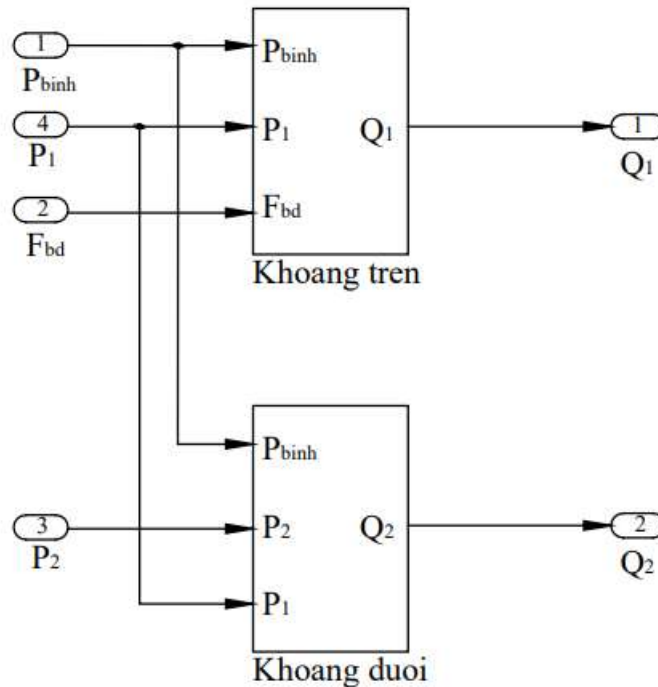 1
Pbinh
4
P1
2
Fbd
Pbinh
P1
Fbd
Q1
Khoang tren
1
Q1
3
P2
Pbinh
P2
P1
Q2
Khoang duoi
2
Q2